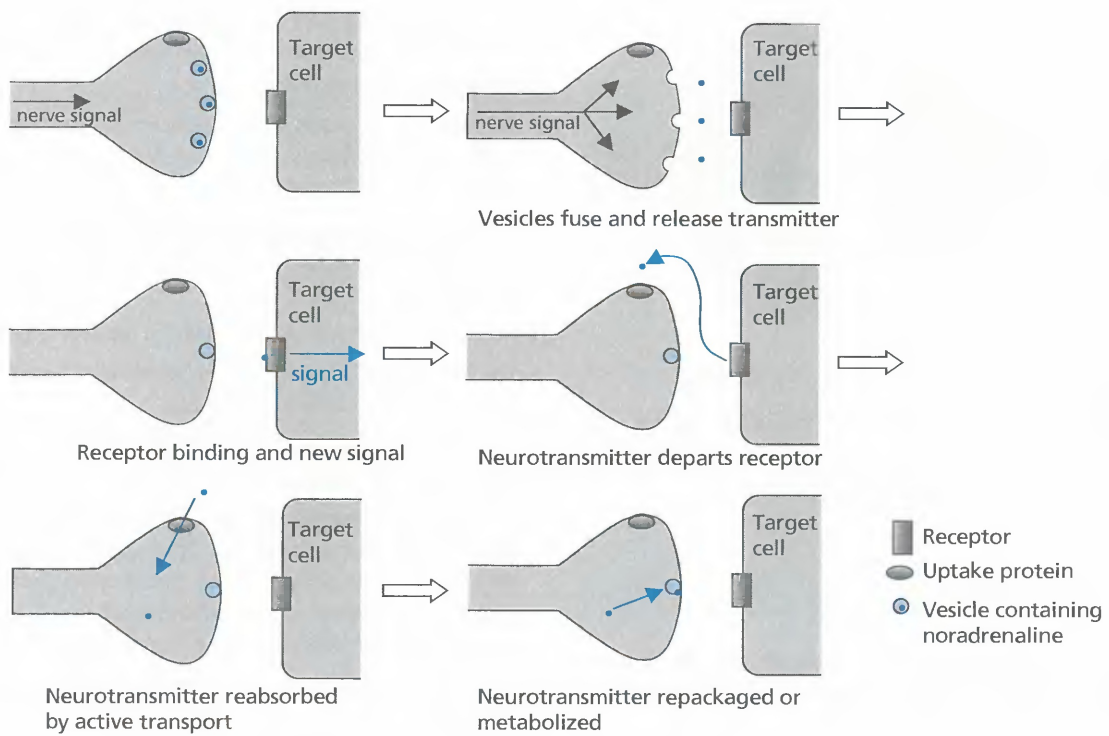 Target
cell
nerve signal
Target
cell
nerve signal
Vesicles fuse and release transmitter
Target
cell
signal
Receptor binding and new signal
Target
cell
Neurotransmitter departs receptor
Target
cell
Neurotransmitter reabsorbed
by active transport
Target
cell
Neurotransmitter repackaged or
metabolized
Receptor
Uptake protein
Vesicle containing
noradrenaline